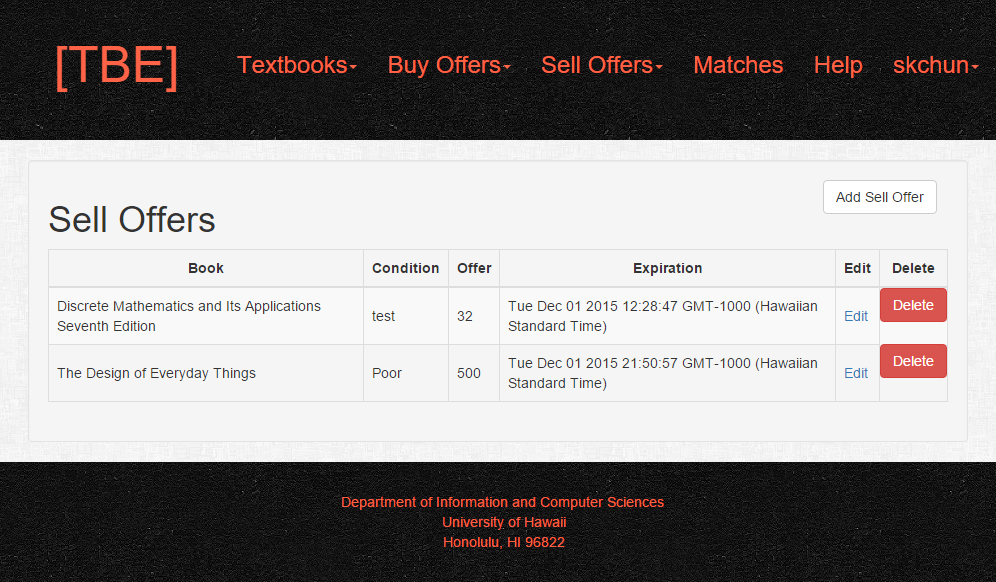 [TBE] Textbooks Buy Offers Sell Offers Matches Help skchun
Add Sell Offer
Sell Offers
Book Condition Offer Expiration Edit Delete
Discrete Mathematics and Its Applications
Seventh Edition
test
32
Tue Dec 01 2015 12:28:47 GMT-1000 (Hawaiian
Standard Time)
Edit
Delete
The Design of Everyday Things
Poor
500
Tue Dec 01 2015 21:50:57 GMT-1000 (Hawaiian
Standard Time)
Edit
Delete
Department of Information and Computer Sciences
University of Hawaii
Honolulu, HI 96822